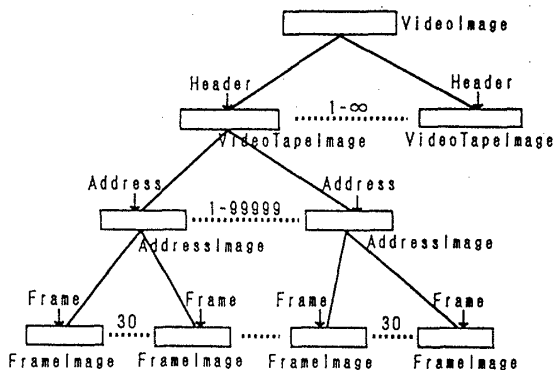 VideoImage
Header Header
1-∞
VideoTapeImage VideoTapeImage
Address Address
1-99999
AddressImage AddressImage
Frame Frame Frame Frame
30 30
FrameImage FrameImage FrameImage FrameImage